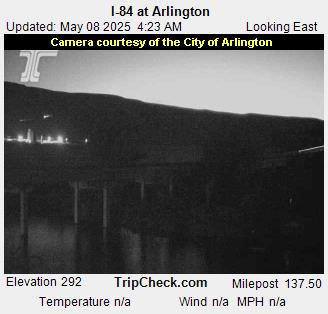 I-84 at Arlington
Updated: May 08 2025 4:23 AM Looking East
Camera courtesy of the City of Arlington
Elevation 292 TripCheck.com Milepost 137.50
Temperature n/a Wind n/a MPH n/a